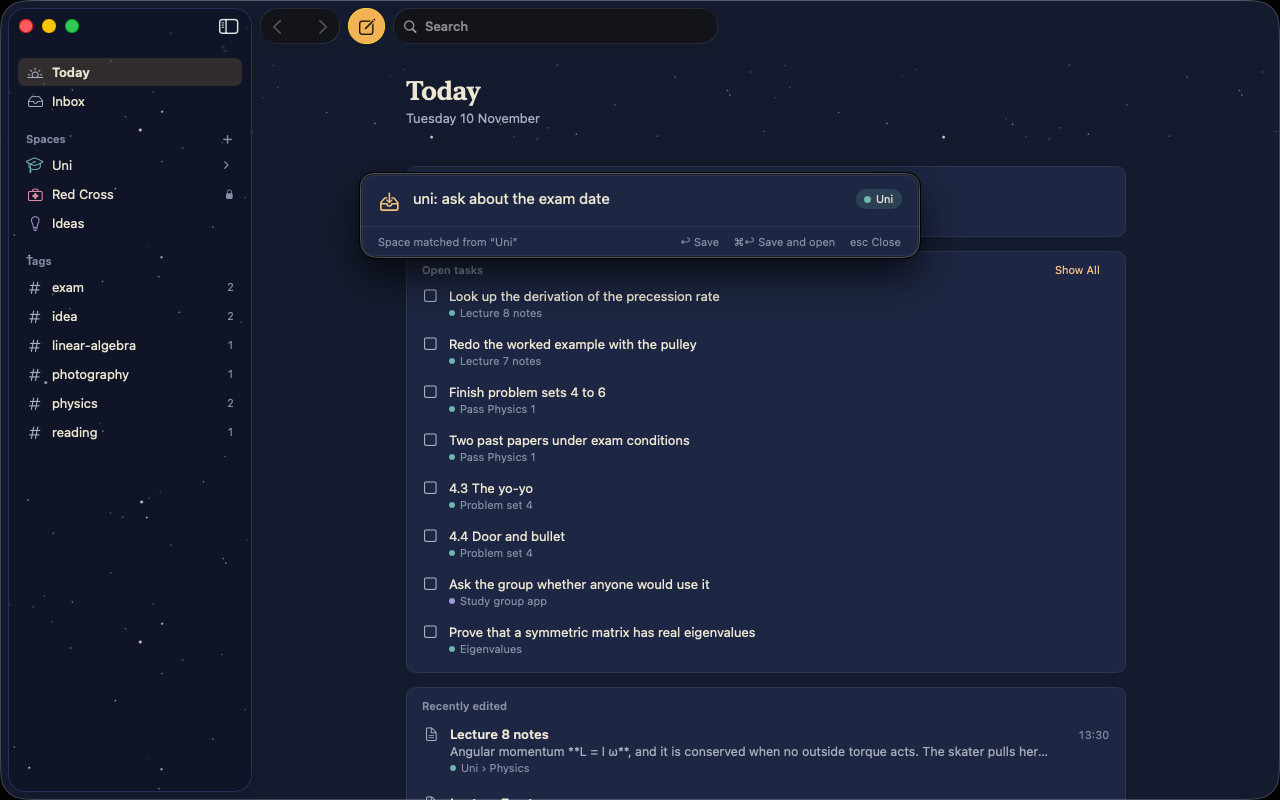 Search
Today
Inbox
Spaces
Uni
Red Cross
Ideas
Tags
exam 2
idea 2
linear-algebra 1
photography 1
physics 2
reading 1
Today
Tuesday 10 November
uni: ask about the exam date
Uni
Space matched from “Uni”
↩ Save ⌘↩ Save and open esc Close
Open tasks
Show All
Look up the derivation of the precession rate
Lecture 8 notes
Redo the worked example with the pulley
Lecture 7 notes
Finish problem sets 4 to 6
Pass Physics 1
Two past papers under exam conditions
Pass Physics 1
4.3 The yo-yo
Problem set 4
4.4 Door and bullet
Problem set 4
Ask the group whether anyone would use it
Study group app
Prove that a symmetric matrix has real eigenvalues
Eigenvalues
Recently edited
Lecture 8 notes 13:30
Angular momentum **L = I ω**, and it is conserved when no outside torque acts. The skater pulls her…
Uni › Physics